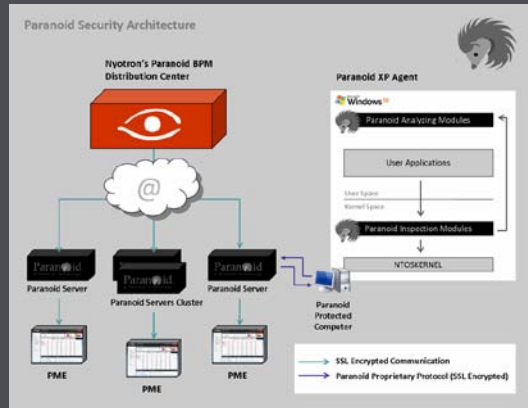 Paranoid Security Architecture
Nyotron's Paranoid BPM
Distribution Center
@
Paranoid
Paranoid Server
Paranoid
Paranoid Servers Cluster
Paranoid
Paranoid Server
PME
PME
PME
Paranoid
Protected
Computer
Paranoid XP Agent
Windows XP
Paranoid Analyzing Modules
User Applications
User Space
Kernel Space
Paranoid Inspection Modules
NTOSKERNEL
SSL Encrypted Communication
Paranoid Proprietary Protocol (SSL Encrypted)